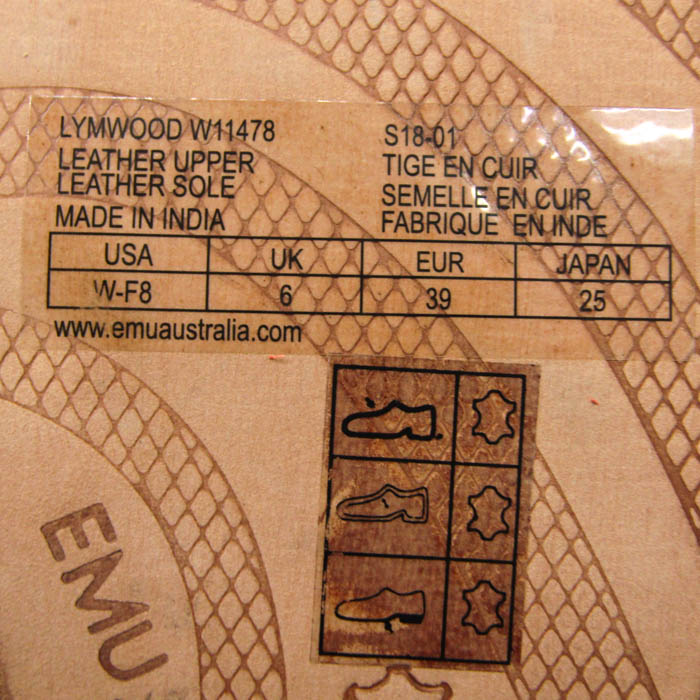 LYMWOOD W11478
LEATHER UPPER
LEATHER SOLE
MADE IN INDIA
S18-01
TIGE EN CUIR
SEMELLE EN CUIR
FABRIQUE EN INDE
USA UK EUR JAPAN
W-F8 6 39 25
www.emuaustralia.com
EMU